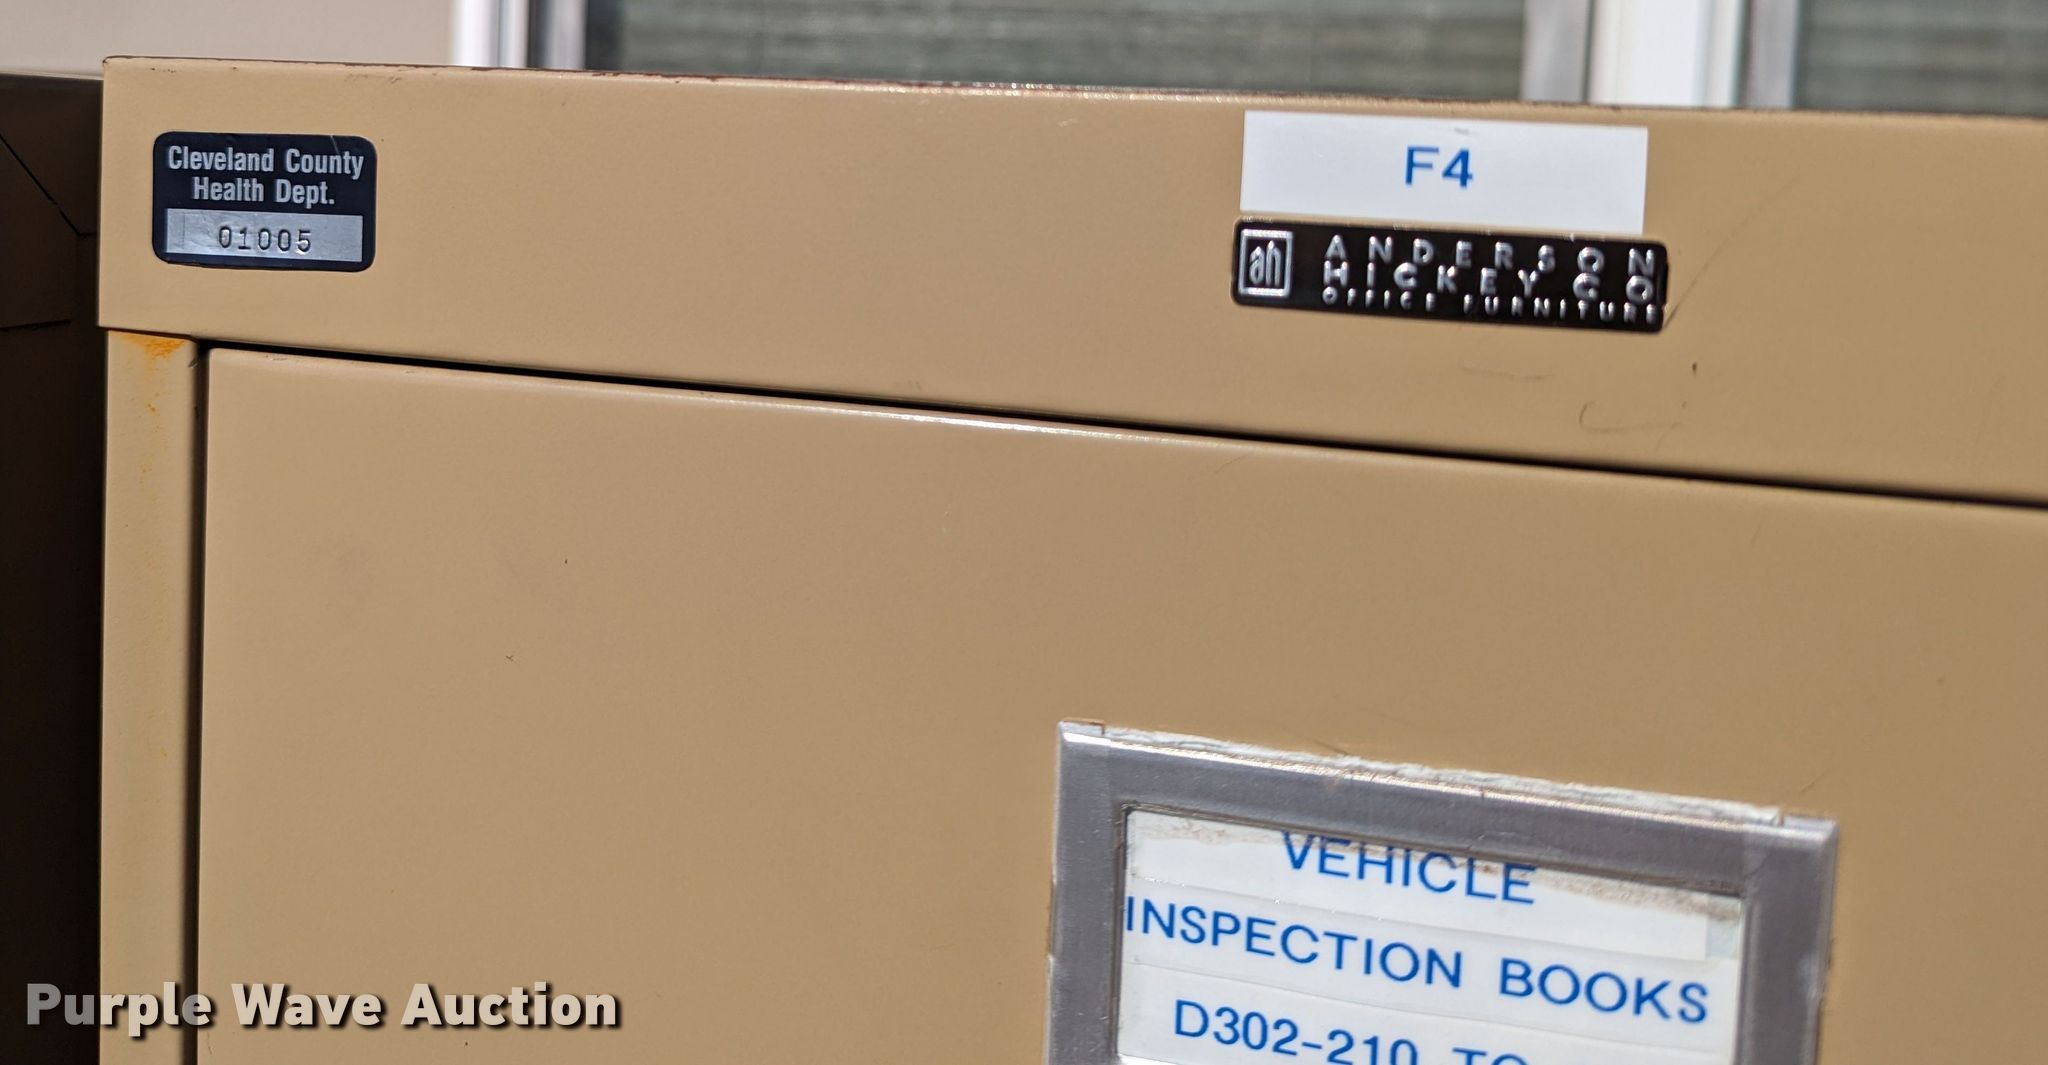 Cleveland County
Health Dept.
01005
F4
ah
ANDERSON
HICKEY CO
OFFICE FURNITURE
VEHICLE
INSPECTION BOOKS
D302-210 TO
Purple Wave Auction